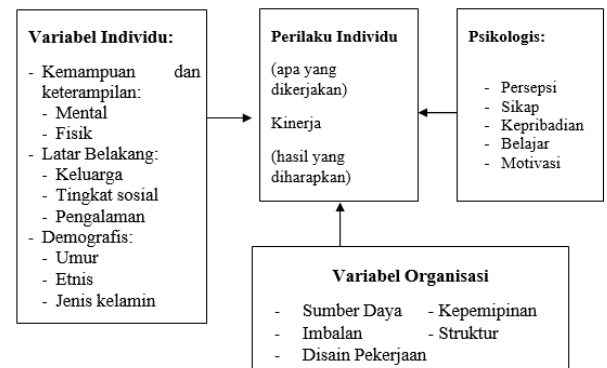 Variabel Individu:
- Kemampuan dan
keterampilan:
- Mental
- Fisik
- Latar Belakang:
- Keluarga
- Tingkat sosial
- Pengalaman
- Demografis:
- Umur
- Etnis
- Jenis kelamin
Perilaku Individu
(apa yang
dikerjakan)
Kinerja
(hasil yang
diharapkan)
Psikologis:
- Persepsi
- Sikap
- Kepribadian
- Belajar
- Motivasi
Variabel Organisasi
- Sumber Daya - Kepemipinan
- Imbalan - Struktur
- Disain Pekerjaan